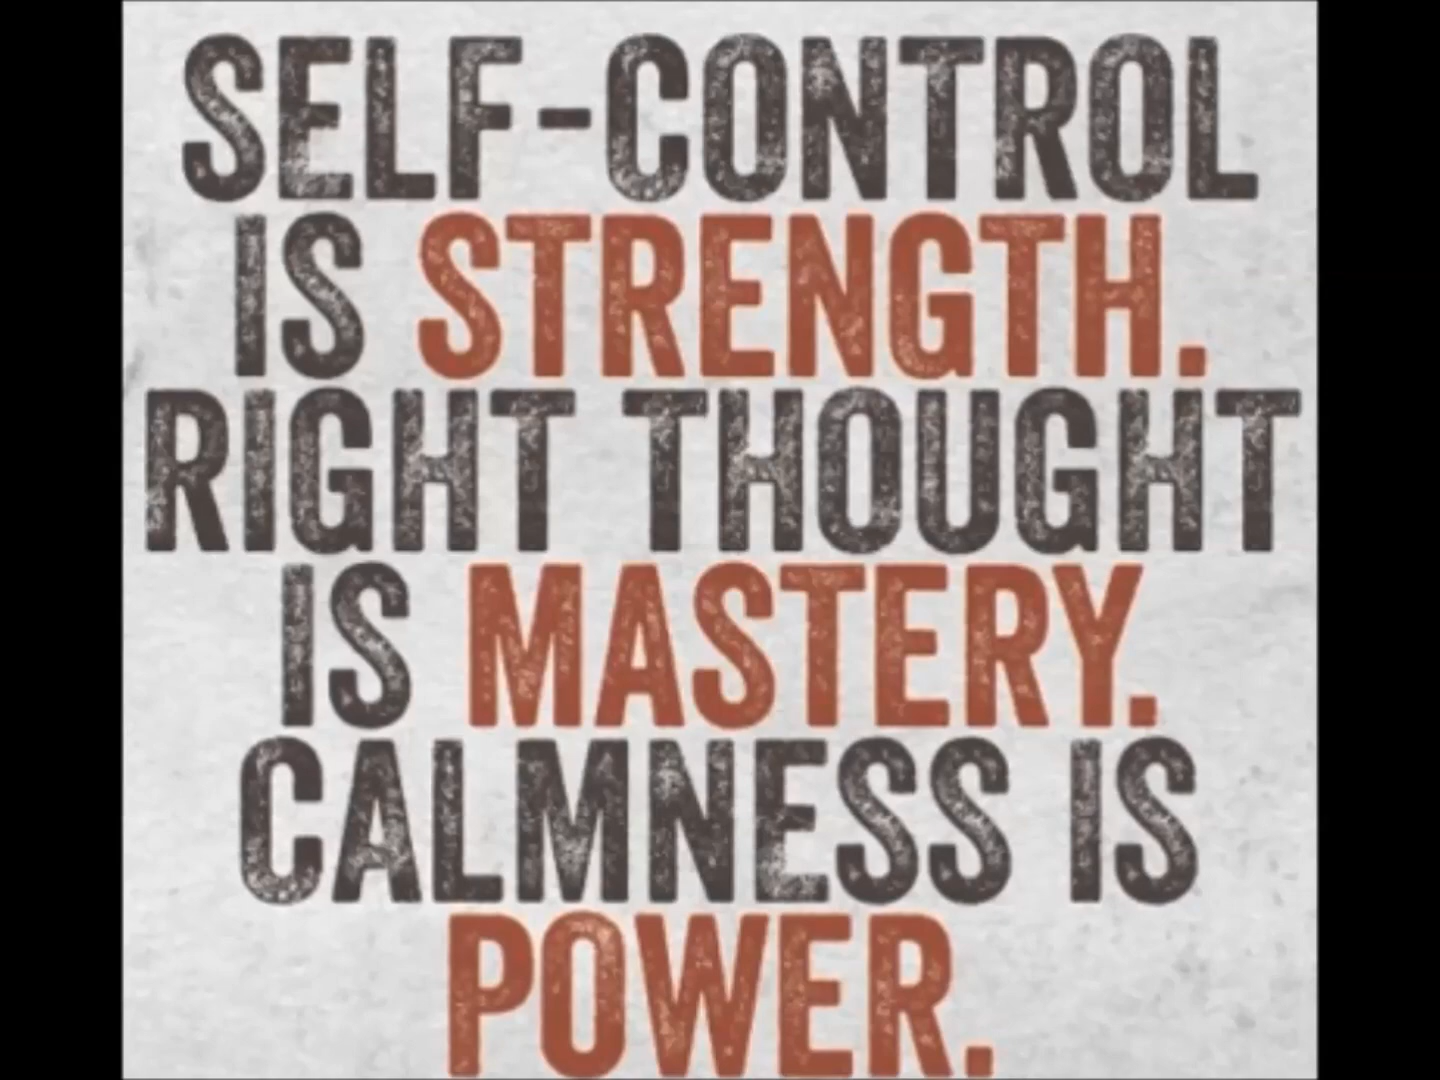 SELF-CONTROL
IS STRENGTH.
RIGHT THOUGHT
IS MASTERY.
CALMNESS IS
POWER.